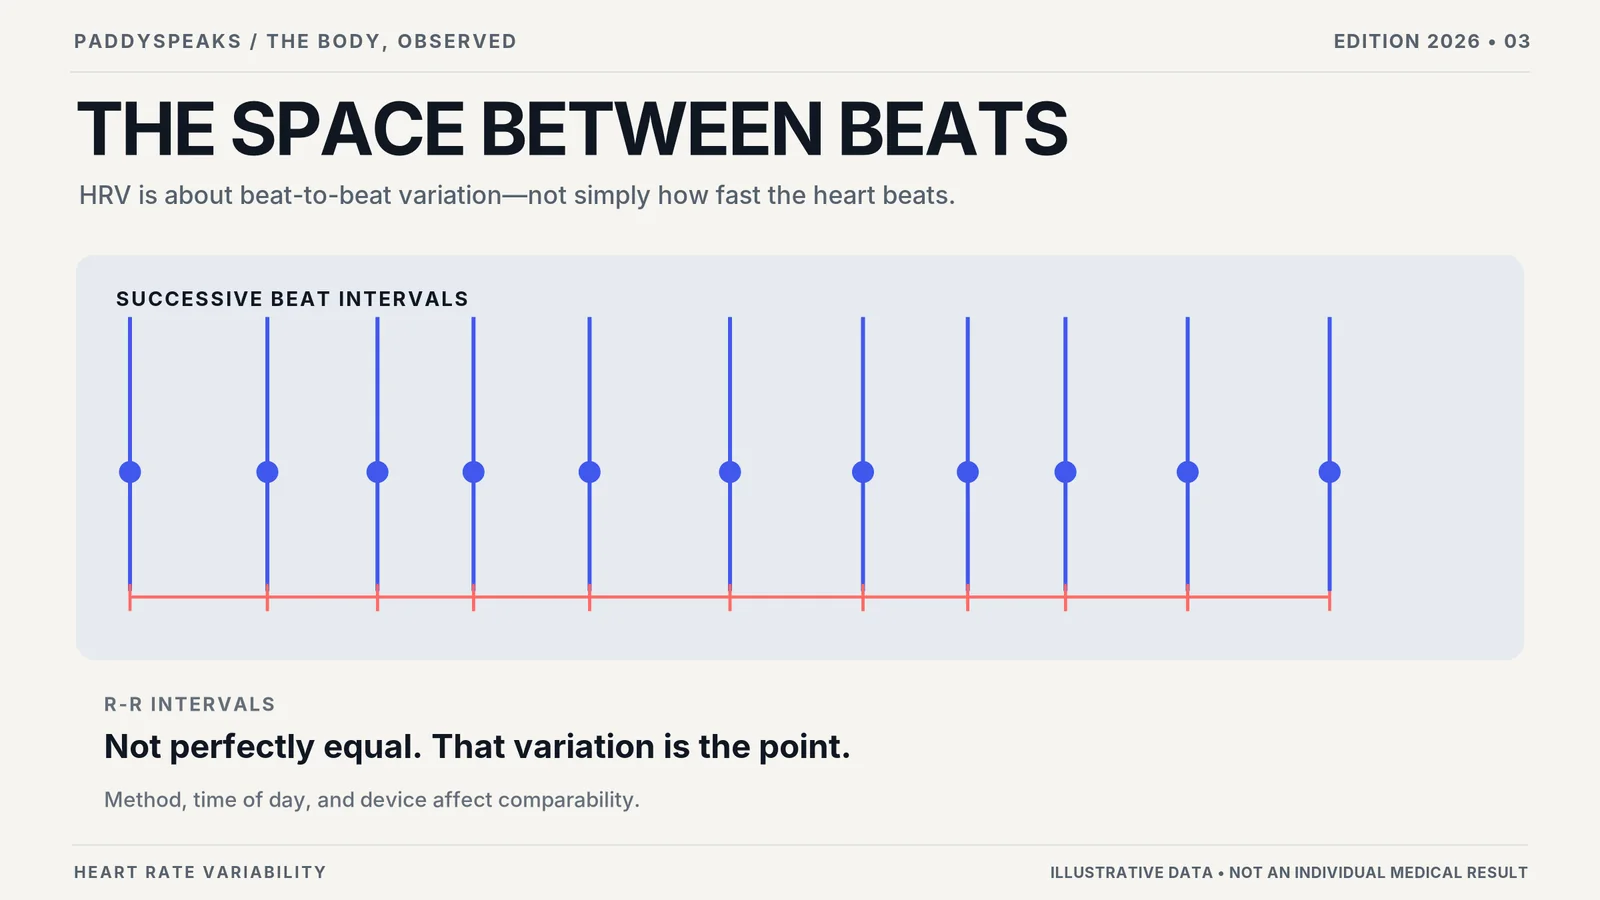 PADDYSPEAKS / THE BODY, OBSERVED
EDITION 2026 • 03
THE SPACE BETWEEN BEATS
HRV is about beat-to-beat variation—not simply how fast the heart beats.
SUCCESSIVE BEAT INTERVALS
R-R INTERVALS
Not perfectly equal. That variation is the point.
Method, time of day, and device affect comparability.
HEART RATE VARIABILITY
ILLUSTRATIVE DATA • NOT AN INDIVIDUAL MEDICAL RESULT